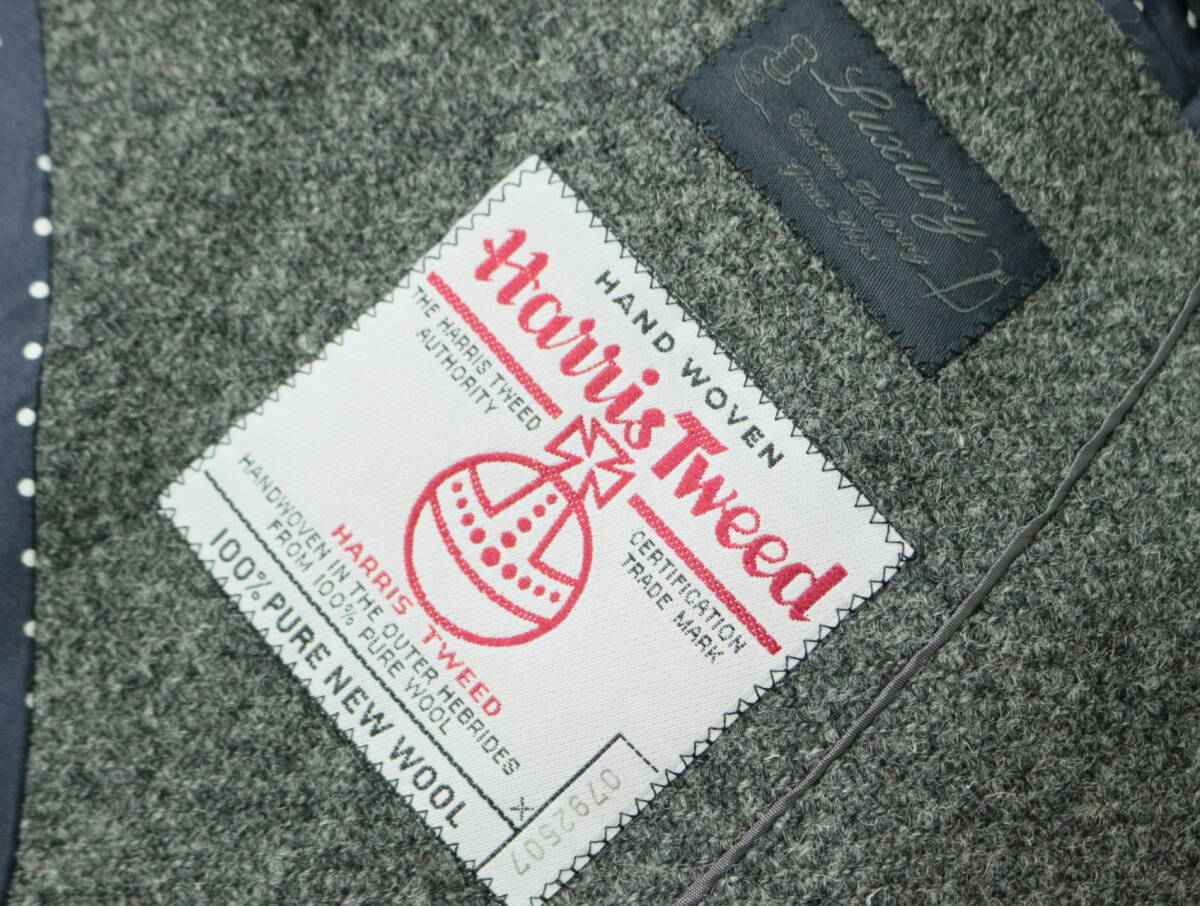 Luxury
HAND WOVEN
Harris Tweed
THE HARRIS TWEED
AUTHORITY
CERTIFICATION
TRADE MARK
HARRIS TWEED
HANDWOVEN IN THE OUTER HEBRIDES
FROM 100% PURE WOOL
100% PURE NEW WOOL
0792507